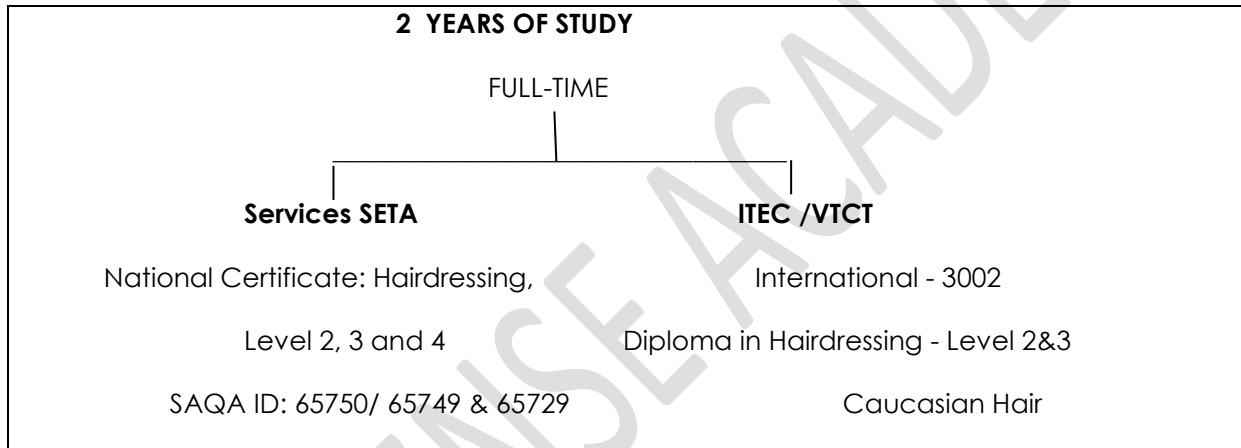 2 YEARS OF STUDY
FULL-TIME
Services SETA
National Certificate: Hairdressing,
Level 2, 3 and 4
SAQA ID: 65750/ 65749 & 65729
ITEC /VTCT
International - 3002
Diploma in Hairdressing - Level 2&3
Caucasian Hair